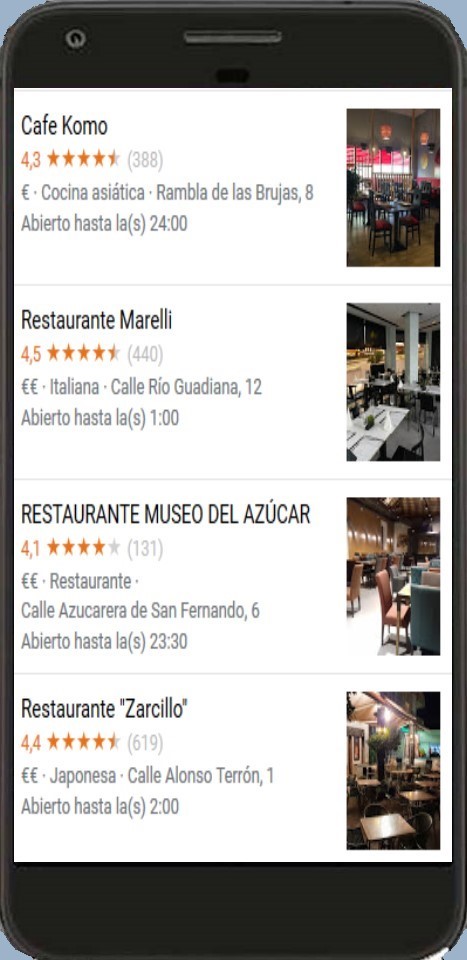 Cafe Komo
4,3 ★★★★★ (388)
€ · Cocina asiática · Rambla de las Brujas, 8
Abierto hasta la(s) 24:00
Restaurante Marelli
4,5 ★★★★★ (440)
€€ · Italiana · Calle Río Guadiana, 12
Abierto hasta la(s) 1:00
RESTAURANTE MUSEO DEL AZÚCAR
4,1 ★★★★★ (131)
€€ · Restaurante ·
Calle Azucarera de San Fernando, 6
Abierto hasta la(s) 23:30
Restaurante "Zarcillo"
4,4 ★★★★★ (619)
€€ · Japonesa · Calle Alonso Terrón, 1
Abierto hasta la(s) 2:00